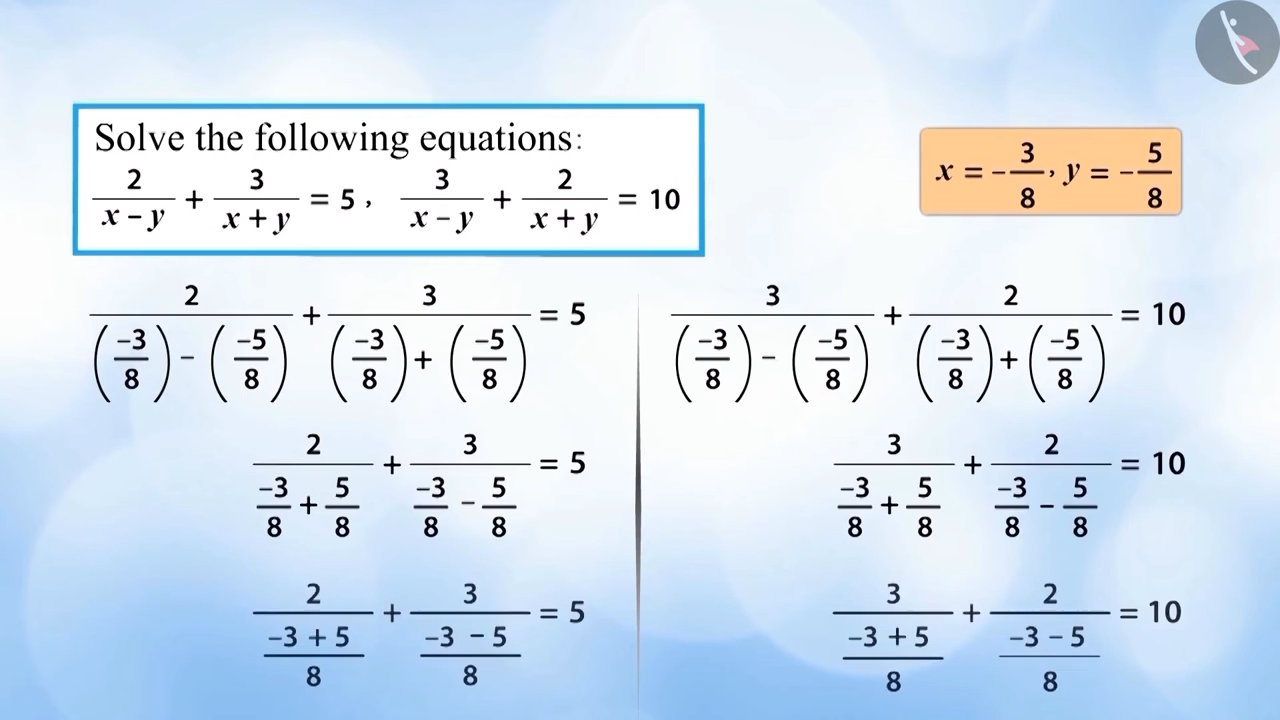 Solve the following equations:
2/(x – y) + 3/(x + y) = 5 , 3/(x – y) + 2/(x + y) = 10
x = –3/8, y = –5/8
2/((–3/8) – (–5/8)) + 3/((–3/8) + (–5/8)) = 5
2/(–3/8 + 5/8) + 3/(–3/8 – 5/8) = 5
2/((–3 + 5)/8) + 3/((–3 – 5)/8) = 5
3/((–3/8) – (–5/8)) + 2/((–3/8) + (–5/8)) = 10
3/(–3/8 + 5/8) + 2/(–3/8 – 5/8) = 10
3/((–3 + 5)/8) + 2/((–3 – 5)/8) = 10